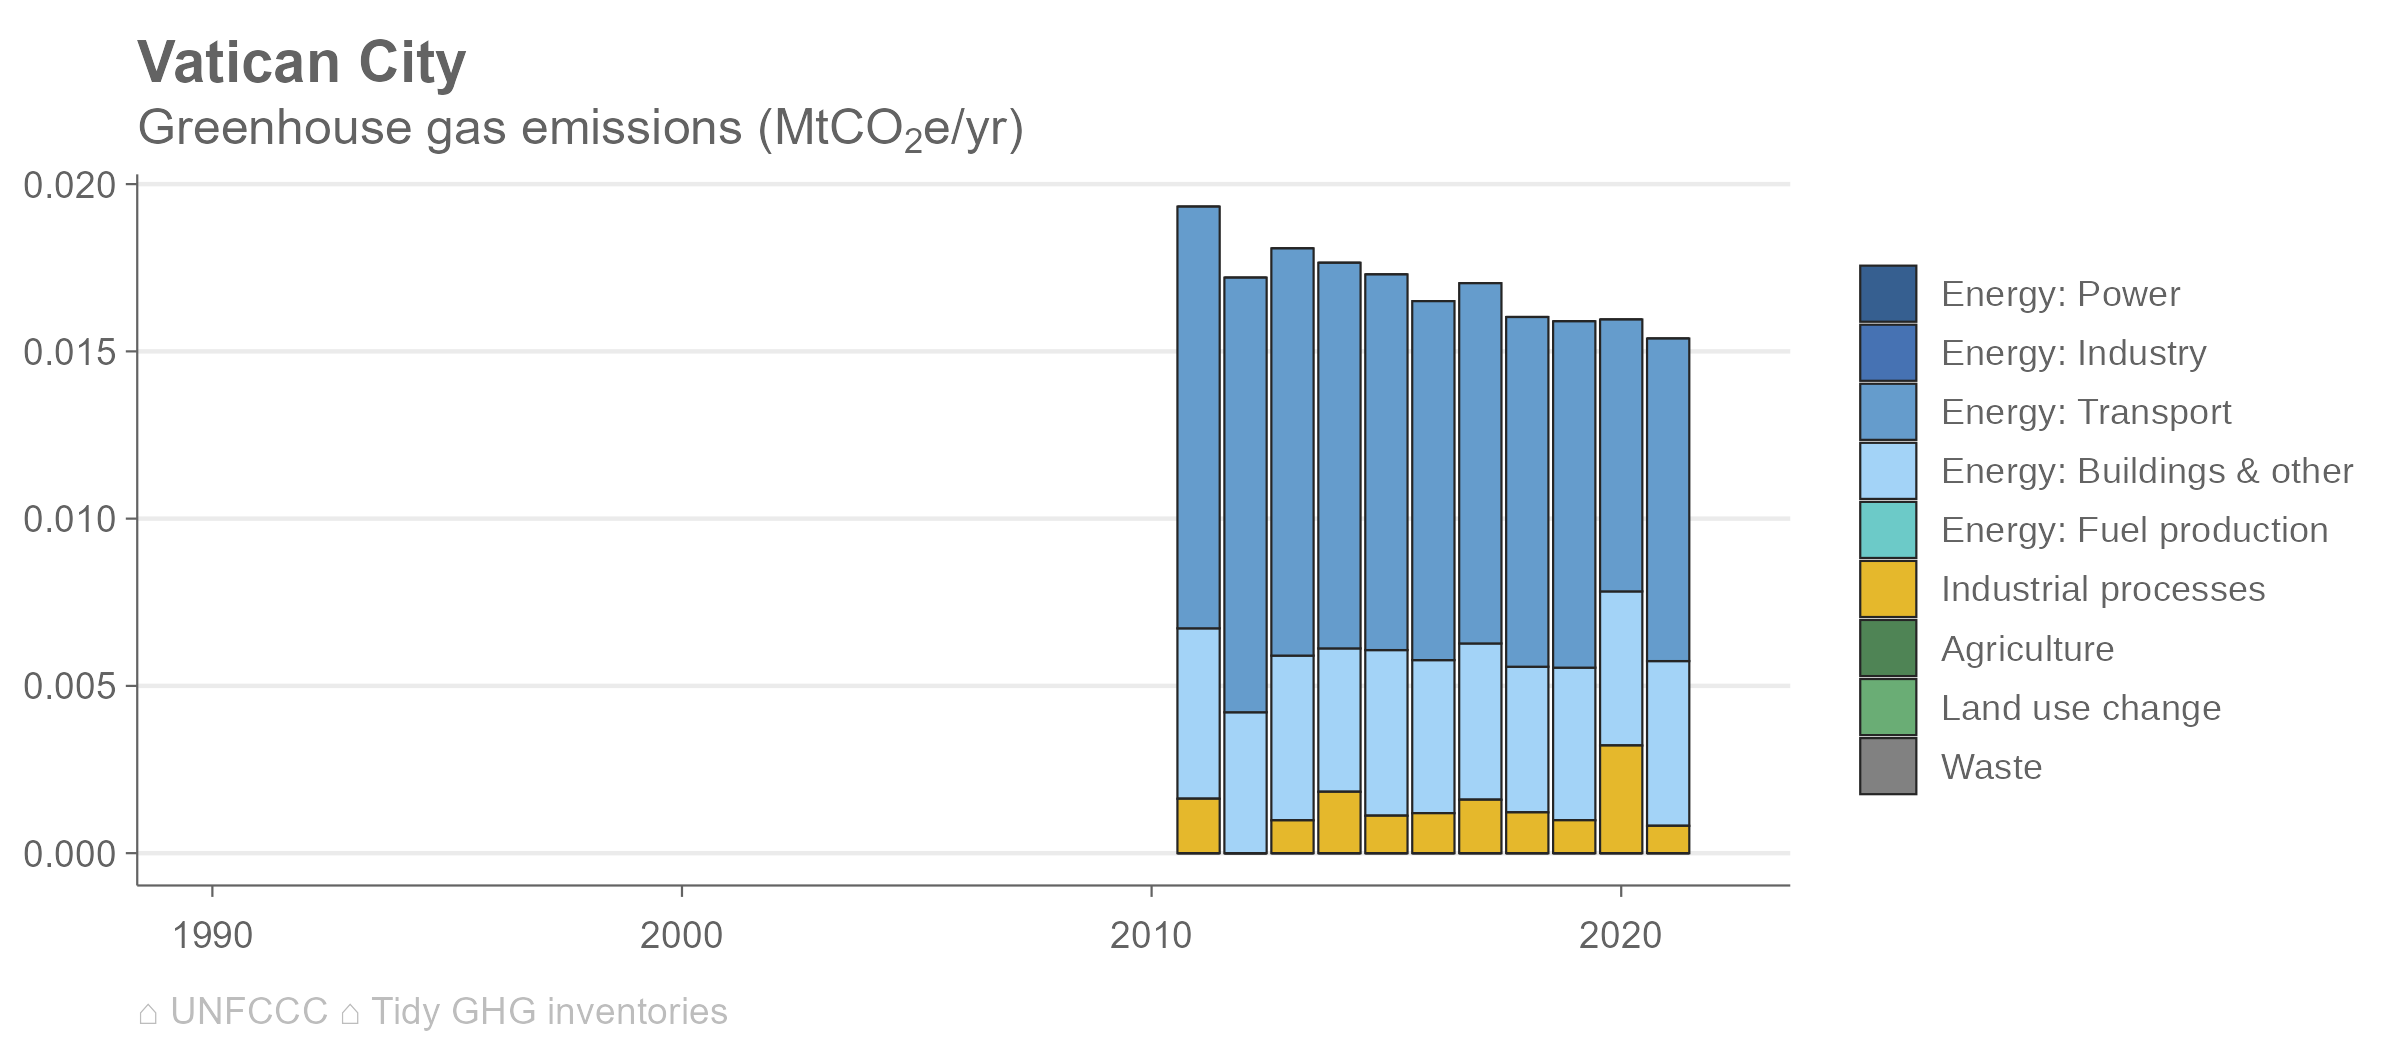 Vatican City
Greenhouse gas emissions (MtCO₂e/yr)
0.020
0.015
0.010
0.005
0.000
1990 2000 2010 2020
Energy: Power
Energy: Industry
Energy: Transport
Energy: Buildings & other
Energy: Fuel production
Industrial processes
Agriculture
Land use change
Waste
⌂ UNFCCC ⌂ Tidy GHG inventories